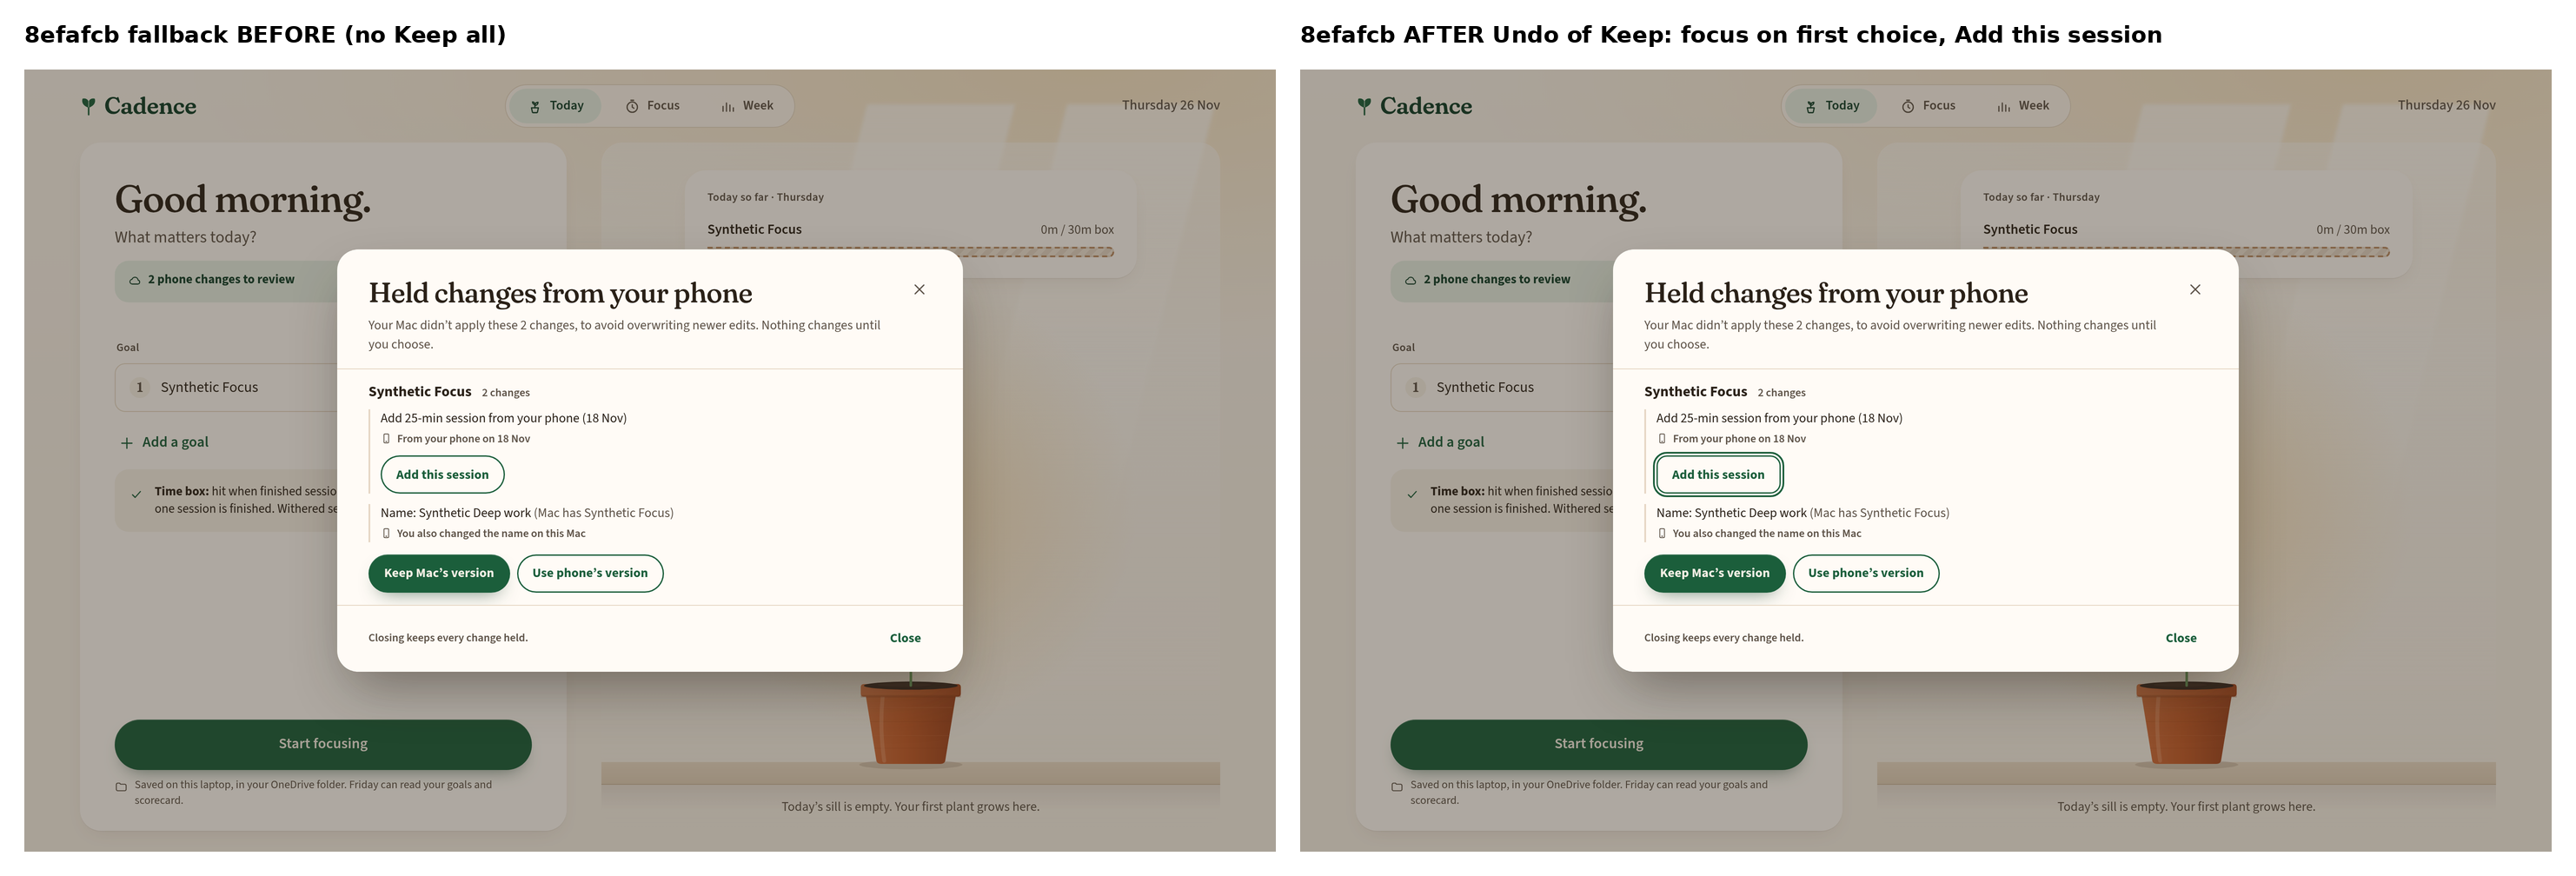 8efafcb fallback BEFORE (no Keep all)
Cadence
Today
Focus
Week
Thursday 26 Nov
Good morning.
What matters today?
2 phone changes to review
Goal
1 Synthetic Focus
Add a goal
Time box: hit when finished sessio
one session is finished. Withered se
Today so far · Thursday
Synthetic Focus 0m / 30m box
Held changes from your phone
Your Mac didn’t apply these 2 changes, to avoid overwriting newer edits. Nothing changes until
you choose.
Synthetic Focus 2 changes
Add 25-min session from your phone (18 Nov)
From your phone on 18 Nov
Add this session
Name: Synthetic Deep work (Mac has Synthetic Focus)
You also changed the name on this Mac
Keep Mac’s version
Use phone’s version
Closing keeps every change held.
Close
Start focusing
Saved on this laptop, in your OneDrive folder. Friday can read your goals and
scorecard.
Today’s sill is empty. Your first plant grows here.
8efafcb AFTER Undo of Keep: focus on first choice, Add this session
Cadence
Today
Focus
Week
Thursday 26 Nov
Good morning.
What matters today?
2 phone changes to review
Goal
1 Synthetic Focus
Add a goal
Time box: hit when finished sessio
one session is finished. Withered se
Today so far · Thursday
Synthetic Focus 0m / 30m box
Held changes from your phone
Your Mac didn’t apply these 2 changes, to avoid overwriting newer edits. Nothing changes until
you choose.
Synthetic Focus 2 changes
Add 25-min session from your phone (18 Nov)
From your phone on 18 Nov
Add this session
Name: Synthetic Deep work (Mac has Synthetic Focus)
You also changed the name on this Mac
Keep Mac’s version
Use phone’s version
Closing keeps every change held.
Close
Start focusing
Saved on this laptop, in your OneDrive folder. Friday can read your goals and
scorecard.
Today’s sill is empty. Your first plant grows here.